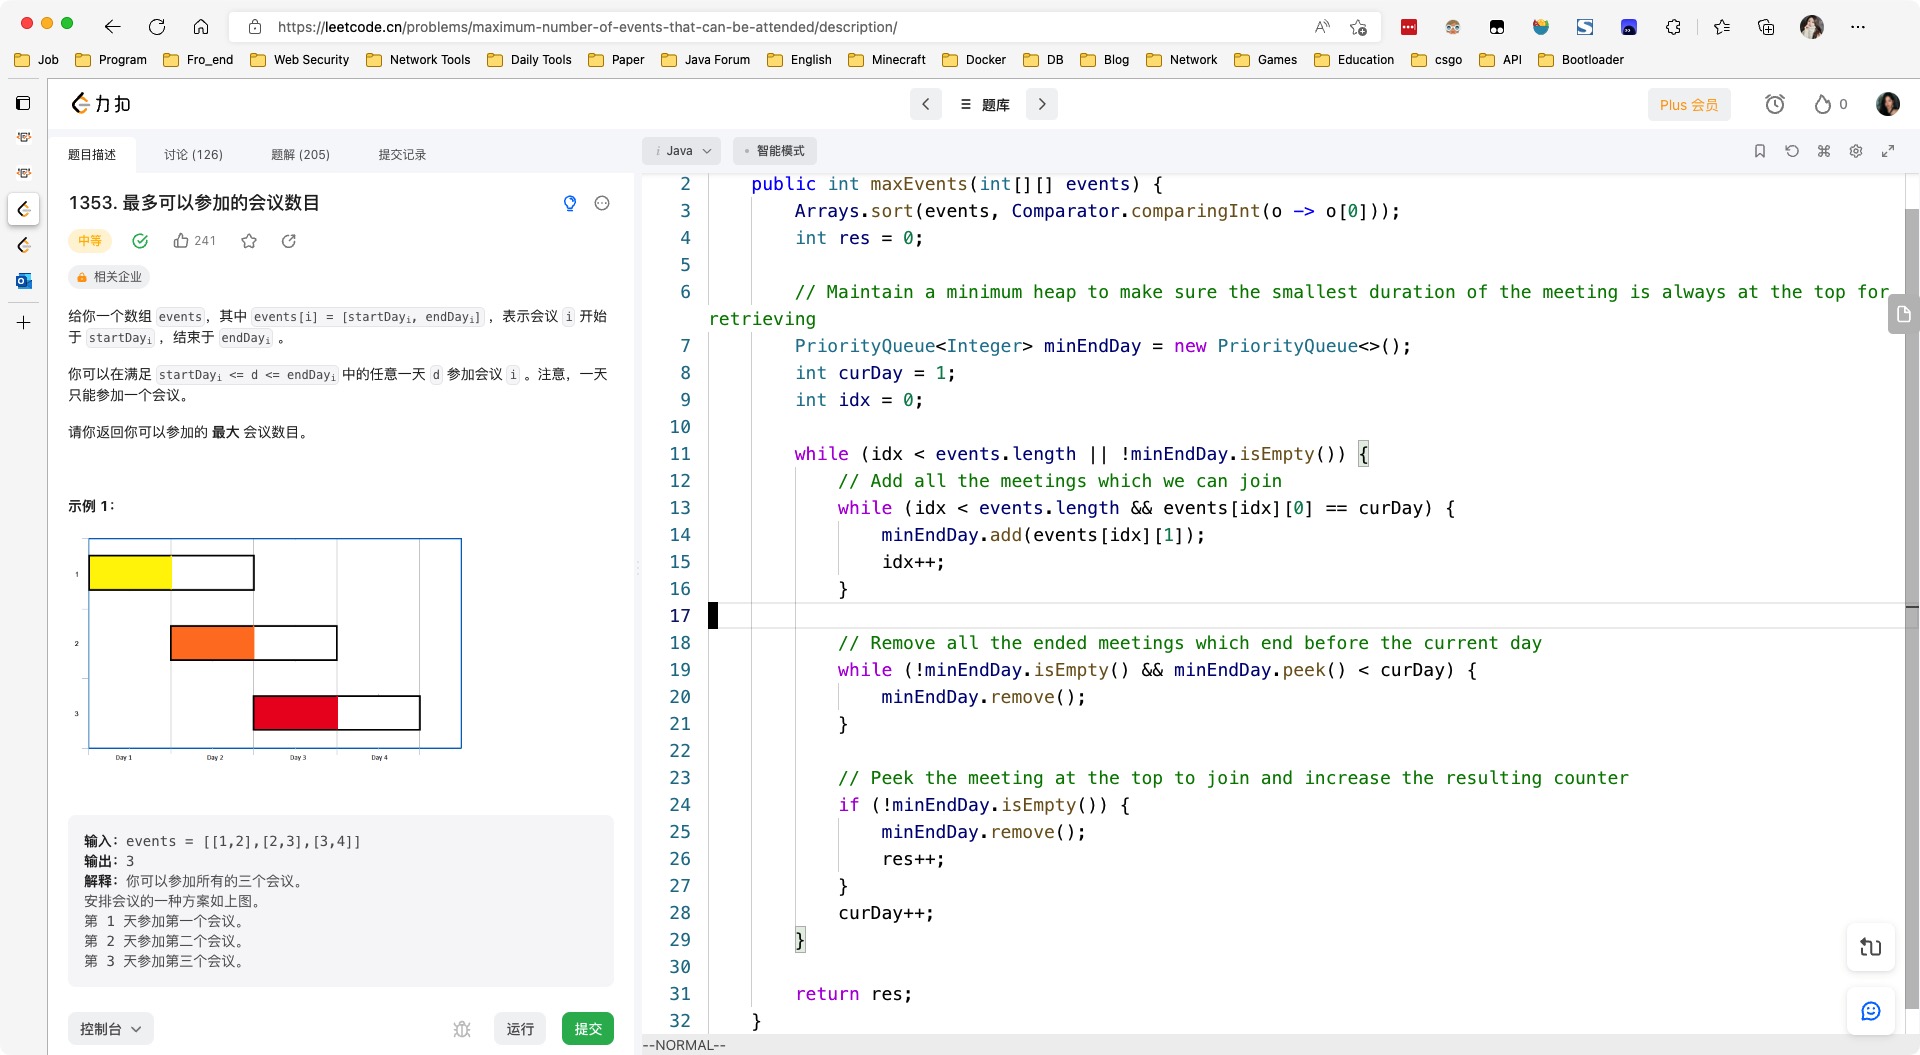 https://leetcode.cn/problems/maximum-number-of-events-that-can-be-attended/description/
Job Program Fro_end Web Security Network Tools Daily Tools Paper Java Forum English Minecraft Docker DB Blog Network Games Education csgo API Bootloader
力扣 题库 Plus 会员 0
题目描述 讨论 (126) 题解 (205) 提交记录
Java 智能模式
1353. 最多可以参加的会议数目
中等 241
相关企业
给你一个数组 events，其中 events[i] = [startDayi, endDayi] ，表示会议 i 开始
于 startDayi ，结束于 endDayi 。
你可以在满足 startDayi <= d <= endDayi 中的任意一天 d 参加会议 i 。注意，一天
只能参加一个会议。
请你返回你可以参加的 最大 会议数目。
示例 1：
1
2
3
Day 1 Day 2 Day 3 Day 4
输入：events = [[1,2],[2,3],[3,4]]
输出：3
解释：你可以参加所有的三个会议。
安排会议的一种方案如上图。
第 1 天参加第一个会议。
第 2 天参加第二个会议。
第 3 天参加第三个会议。
控制台 运行 提交
2 public int maxEvents(int[][] events) {
3 Arrays.sort(events, Comparator.comparingInt(o -> o[0]));
4 int res = 0;
5
6 // Maintain a minimum heap to make sure the smallest duration of the meeting is always at the top for
retrieving
7 PriorityQueue<Integer> minEndDay = new PriorityQueue<>();
8 int curDay = 1;
9 int idx = 0;
10
11 while (idx < events.length || !minEndDay.isEmpty()) {
12 // Add all the meetings which we can join
13 while (idx < events.length && events[idx][0] == curDay) {
14 minEndDay.add(events[idx][1]);
15 idx++;
16 }
17
18 // Remove all the ended meetings which end before the current day
19 while (!minEndDay.isEmpty() && minEndDay.peek() < curDay) {
20 minEndDay.remove();
21 }
22
23 // Peek the meeting at the top to join and increase the resulting counter
24 if (!minEndDay.isEmpty()) {
25 minEndDay.remove();
26 res++;
27 }
28 curDay++;
29 }
30
31 return res;
32 }
--NORMAL--